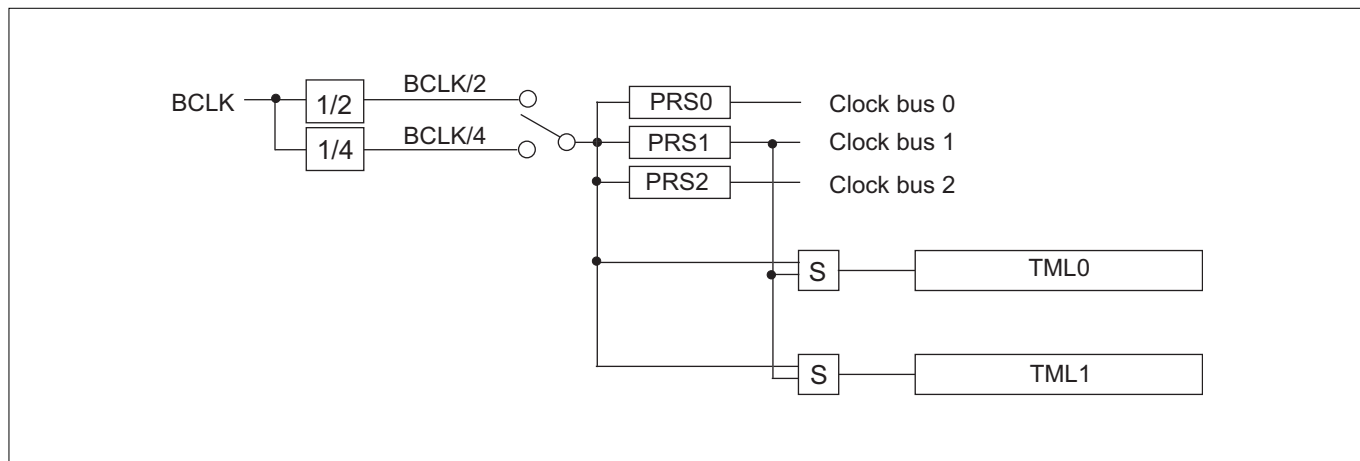 BCLK
1/2
BCLK/2
1/4
BCLK/4
PRS0
Clock bus 0
PRS1
Clock bus 1
PRS2
Clock bus 2
S
TML0
S
TML1